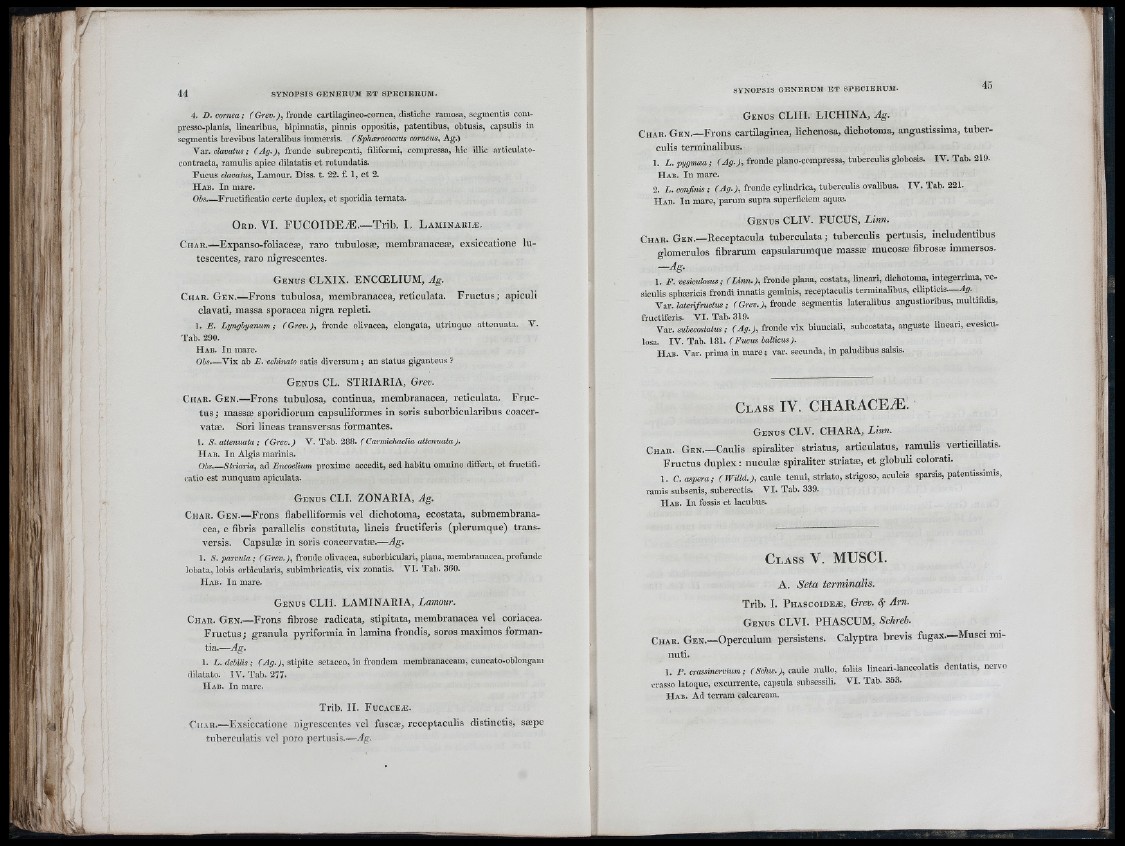 44 SYNOPSIS GENERUM ET SPECIERUM.
4. D. cornea; (Grev.), fronde cartilagineo-cornea, distiche ramosa, segmentis com-
presso-planis, linearibus, bipinnatis, pinnis oppositis, patentibus, obtusis, capsulis in
segmentis brevibus lateralibus immersis. (Sphærococcus corneus, Ag.)
Var. clavatus; (Ag.), fronde subrepenti, filiformi, compressa, hic illic articulato-
contracta, ramulis apice dilatatis et rotundatis.
Fucus clavatus, Lamour. Diss. t. 22. f. 1, et 2.
Hab. In mare.
Obs.—Fructificatio certe duplex, et sporidia ternata.
Ord. VI. FUCOIDEÆ.—Trib. I. Laminariæ.
Char.—Expanso-foliaceæ, raro tubulosæ, membranaceæ, exsiccatione lu-
tescentes, raro nigrescentes.
Genus CLXIX. ENCŒLIUM, Ag.
Char. Gen.—Frons tubulosa, membranacea, reticulata. Fructus; apiculi
clavati, massa sporacea nigra repleti.
1. E. Lyngbyanum; (Grev.), fronde olivacea, elongata, utrinque attenuata. V.
Tab. 290.
Hab. In mare.
Obs.—Vix ab E. echinato satis diversum; an status giganteus?
Genus CL. STRIARIA, Grev.
Char. Gen.—Frons tubulosa, continua, membranacea, reticulata. Fruc-
tus; massæ sporidiorum capsuliformes in soris suborbicularibus coacer-
vatæ. Sori lineas transversas formantes.
1. S. attenuata; (Grev.) V. Tab. 288. (Carmichaelia attenuata).
Hab. In Algis marinis.
Obs.—Striaria, ad Encœlium proxime accedit, sed habitu omnino differt, et fructifi-
catio est nunquam apiculata.
Genus CLI. ZONARIA, Ag.
Char. Gen.—Frons flabelliformis vel dichotoma, ecostata, submembrana-
cea, e fibris parallelis constituta, lineis fructiferis (plerumque) trans-
versis. Capsulæ in soris coacervatæ.—Ag.
1. S. parvula; (Grev.), fronde olivacea, suborbiculari, plana, membranacea, profunde
lobata, lobis orbicularis, subimbricatis, vix zonatis. VI. Tab. 360.
Hab. In mare.
Genus CLII. LAMINARIA, Lamour.
Char. Gen.—Frons fibrose radicata, stipitata, membranacea vel coriacea.
Fructus; granula pyriformia in lamina frondis, soros maximos forman-
tia.—Ag.
1. L. debilis; (Ag.), stipite setaceo, in frondem membranaceam, cuneato-oblongam
dilatato. IV. Tab. 277.
Hab. In mare.
Trib. II. Fucaceæ.
Char.—Exsiccatione nigrescentes vel fuscæ, receptaculis distinctis, sæpe
tuberculatis vel poro pertusis.—Ag.
SYNOPSIS GENERUM ET SPECIERUM. 45
Genus CLIII. LICHINA, Ag.
Char. Gen.—Frons cartilaginea, lichenosa, dichotoma, angustissima, tuber-
culis terminalibus.
1. L. pygmæa; (Ag.), fronde plano-compressa, tuberculis globosis. IV. Tab. 219.
Hab. In mare.
2. L. confinis; (Ag.), fronde cylindrica, tuberculis ovalibus. IV. Tab. 221.
Hab. In mare, parum supra superficiem aquæ.
Genus CLIV. FUCUS, Linn.
Char. Gen.—Receptacula tuberculata; tuberculis pertusis, includentibus
glomerulos fibrarum capsularumque massæ mucosæ fibrosæ immersos.
—Ag.
1. F. vesiculosus; (Linn.), fronde plana, costata, lineari, dichotoma, integerrima, ve-
siculis sphæricis frondi innatis geminis, receptaculis terminalibus, ellipticis.—Ag.
Var. laterifructus; (Grev.), fronde segmentis lateralibus angustioribus, multifidis,
fructiferis. VI. Tab. 319.
Var. subecostatus; (Ag.), fronde vix biunciali, subcostata, anguste lineari, evesicu-
losa. IV. Tab. 181. (Fucus balticus).
Hab. Var. prima in mare; var. secunda, in paludibus salsis.
Class IV. CHARACEÆ.
Genus CLV. CHARA, Linn.
Char. Gen.—Caulis spiraliter striatus, articulatus, ramulis verticillatis.
Fructus duplex: nuculæ spiraliter striatæ, et globuli colorati.
1. C. aspera; (Willd.), caule tenui, striato, strigoso, aculeis sparsis, patentissimis,
ramis subsenis, suberectis. VI. Tab. 339.
Hab. In fossis et lacubus.
Class V. MUSCI.
A. Seta terminalis.
Trib. I. Phascoideæ, Grev. & Arn.
Genus CLVI. PHASCUM, Schreb.
Char. Gen.—Operculum persistens. Calyptra brevis fugax.—Musci mi-
nuti.
1. P. crassinervium; (Schw.), caule nullo, foliis lineari-lanceolatis dentatis, nervo
crasso latoque, excurrente, capsula subsessili. VI. Tab. 353.
Hab. Ad terram calcaream.